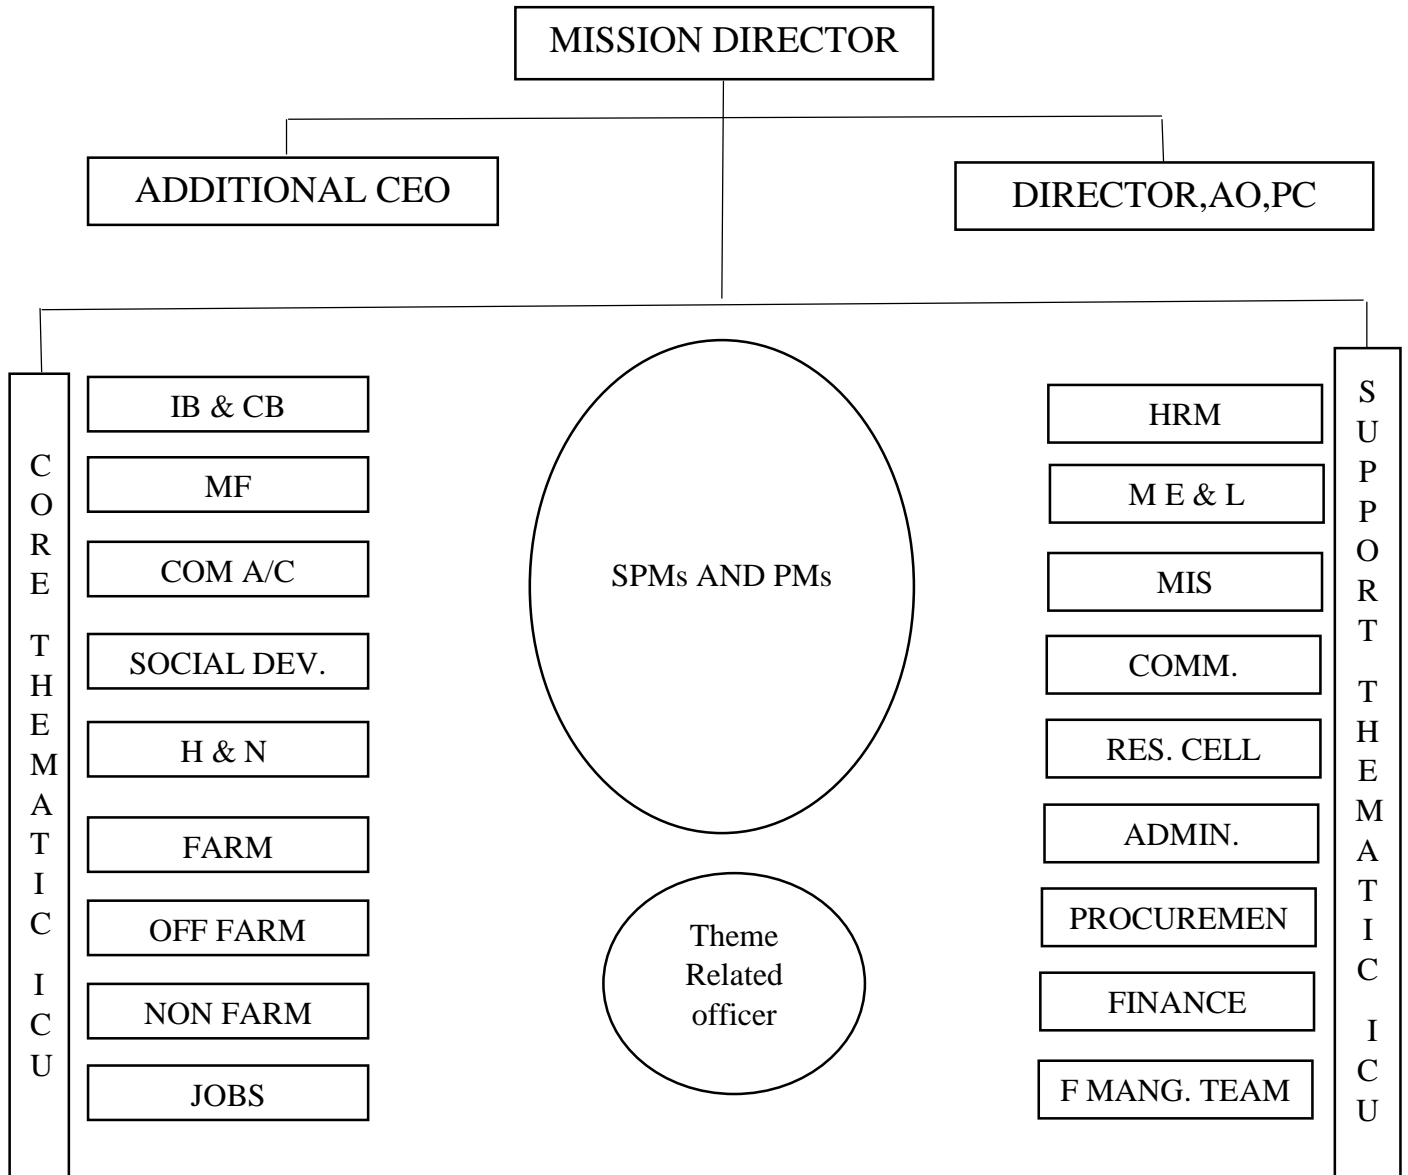 MISSION DIRECTOR
ADDITIONAL CEO
DIRECTOR,AO,PC
CORE THEMATIC ICU
IB & CB
MF
COM A/C
SOCIAL DEV.
H & N
FARM
OFF FARM
NON FARM
JOBS
SPMs AND PMs
Theme
Related
officer
HRM
M E & L
MIS
COMM.
RES. CELL
ADMIN.
PROCUREMEN
FINANCE
F MANG. TEAM
SUPPORT THEMATIC ICU